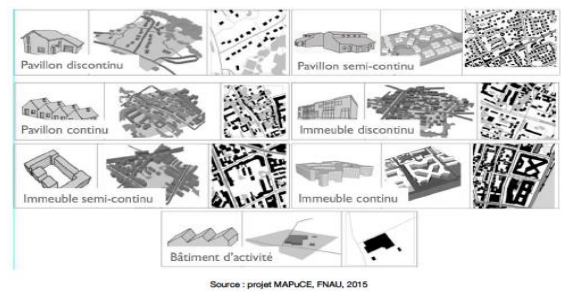 Pavillon discontinu
Pavillon semi-continu
Pavillon continu
Immeuble discontinu
Immeuble semi-continu
Immeuble continu
Bâtiment d'activité
Source : projet MAPuCE, FNAU, 2015